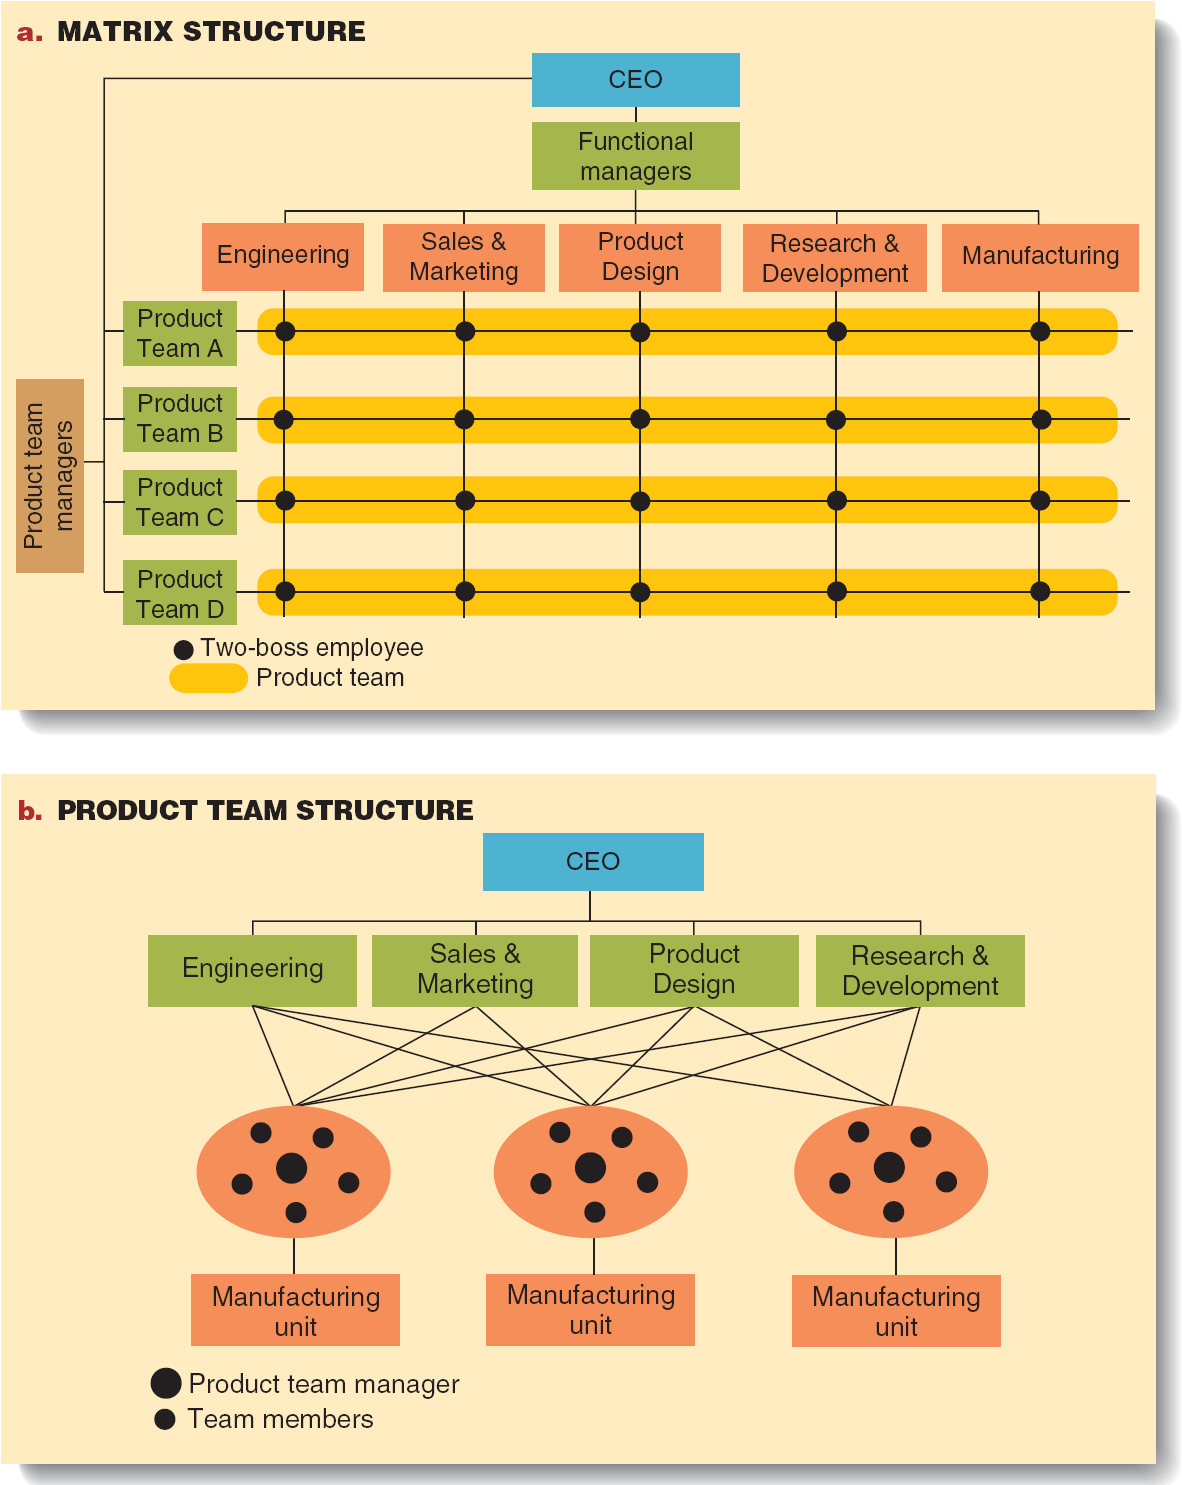 a. MATRIX STRUCTURE
CEO
Functional
managers
Engineering
Sales &
Marketing
Product
Design
Research &
Development
Manufacturing
Product team
managers
Product
Team A
Product
Team B
Product
Team C
Product
Team D
Two-boss employee
Product team
b. PRODUCT TEAM STRUCTURE
CEO
Engineering
Sales &
Marketing
Product
Design
Research &
Development
Manufacturing
unit
Manufacturing
unit
Manufacturing
unit
Product team manager
Team members